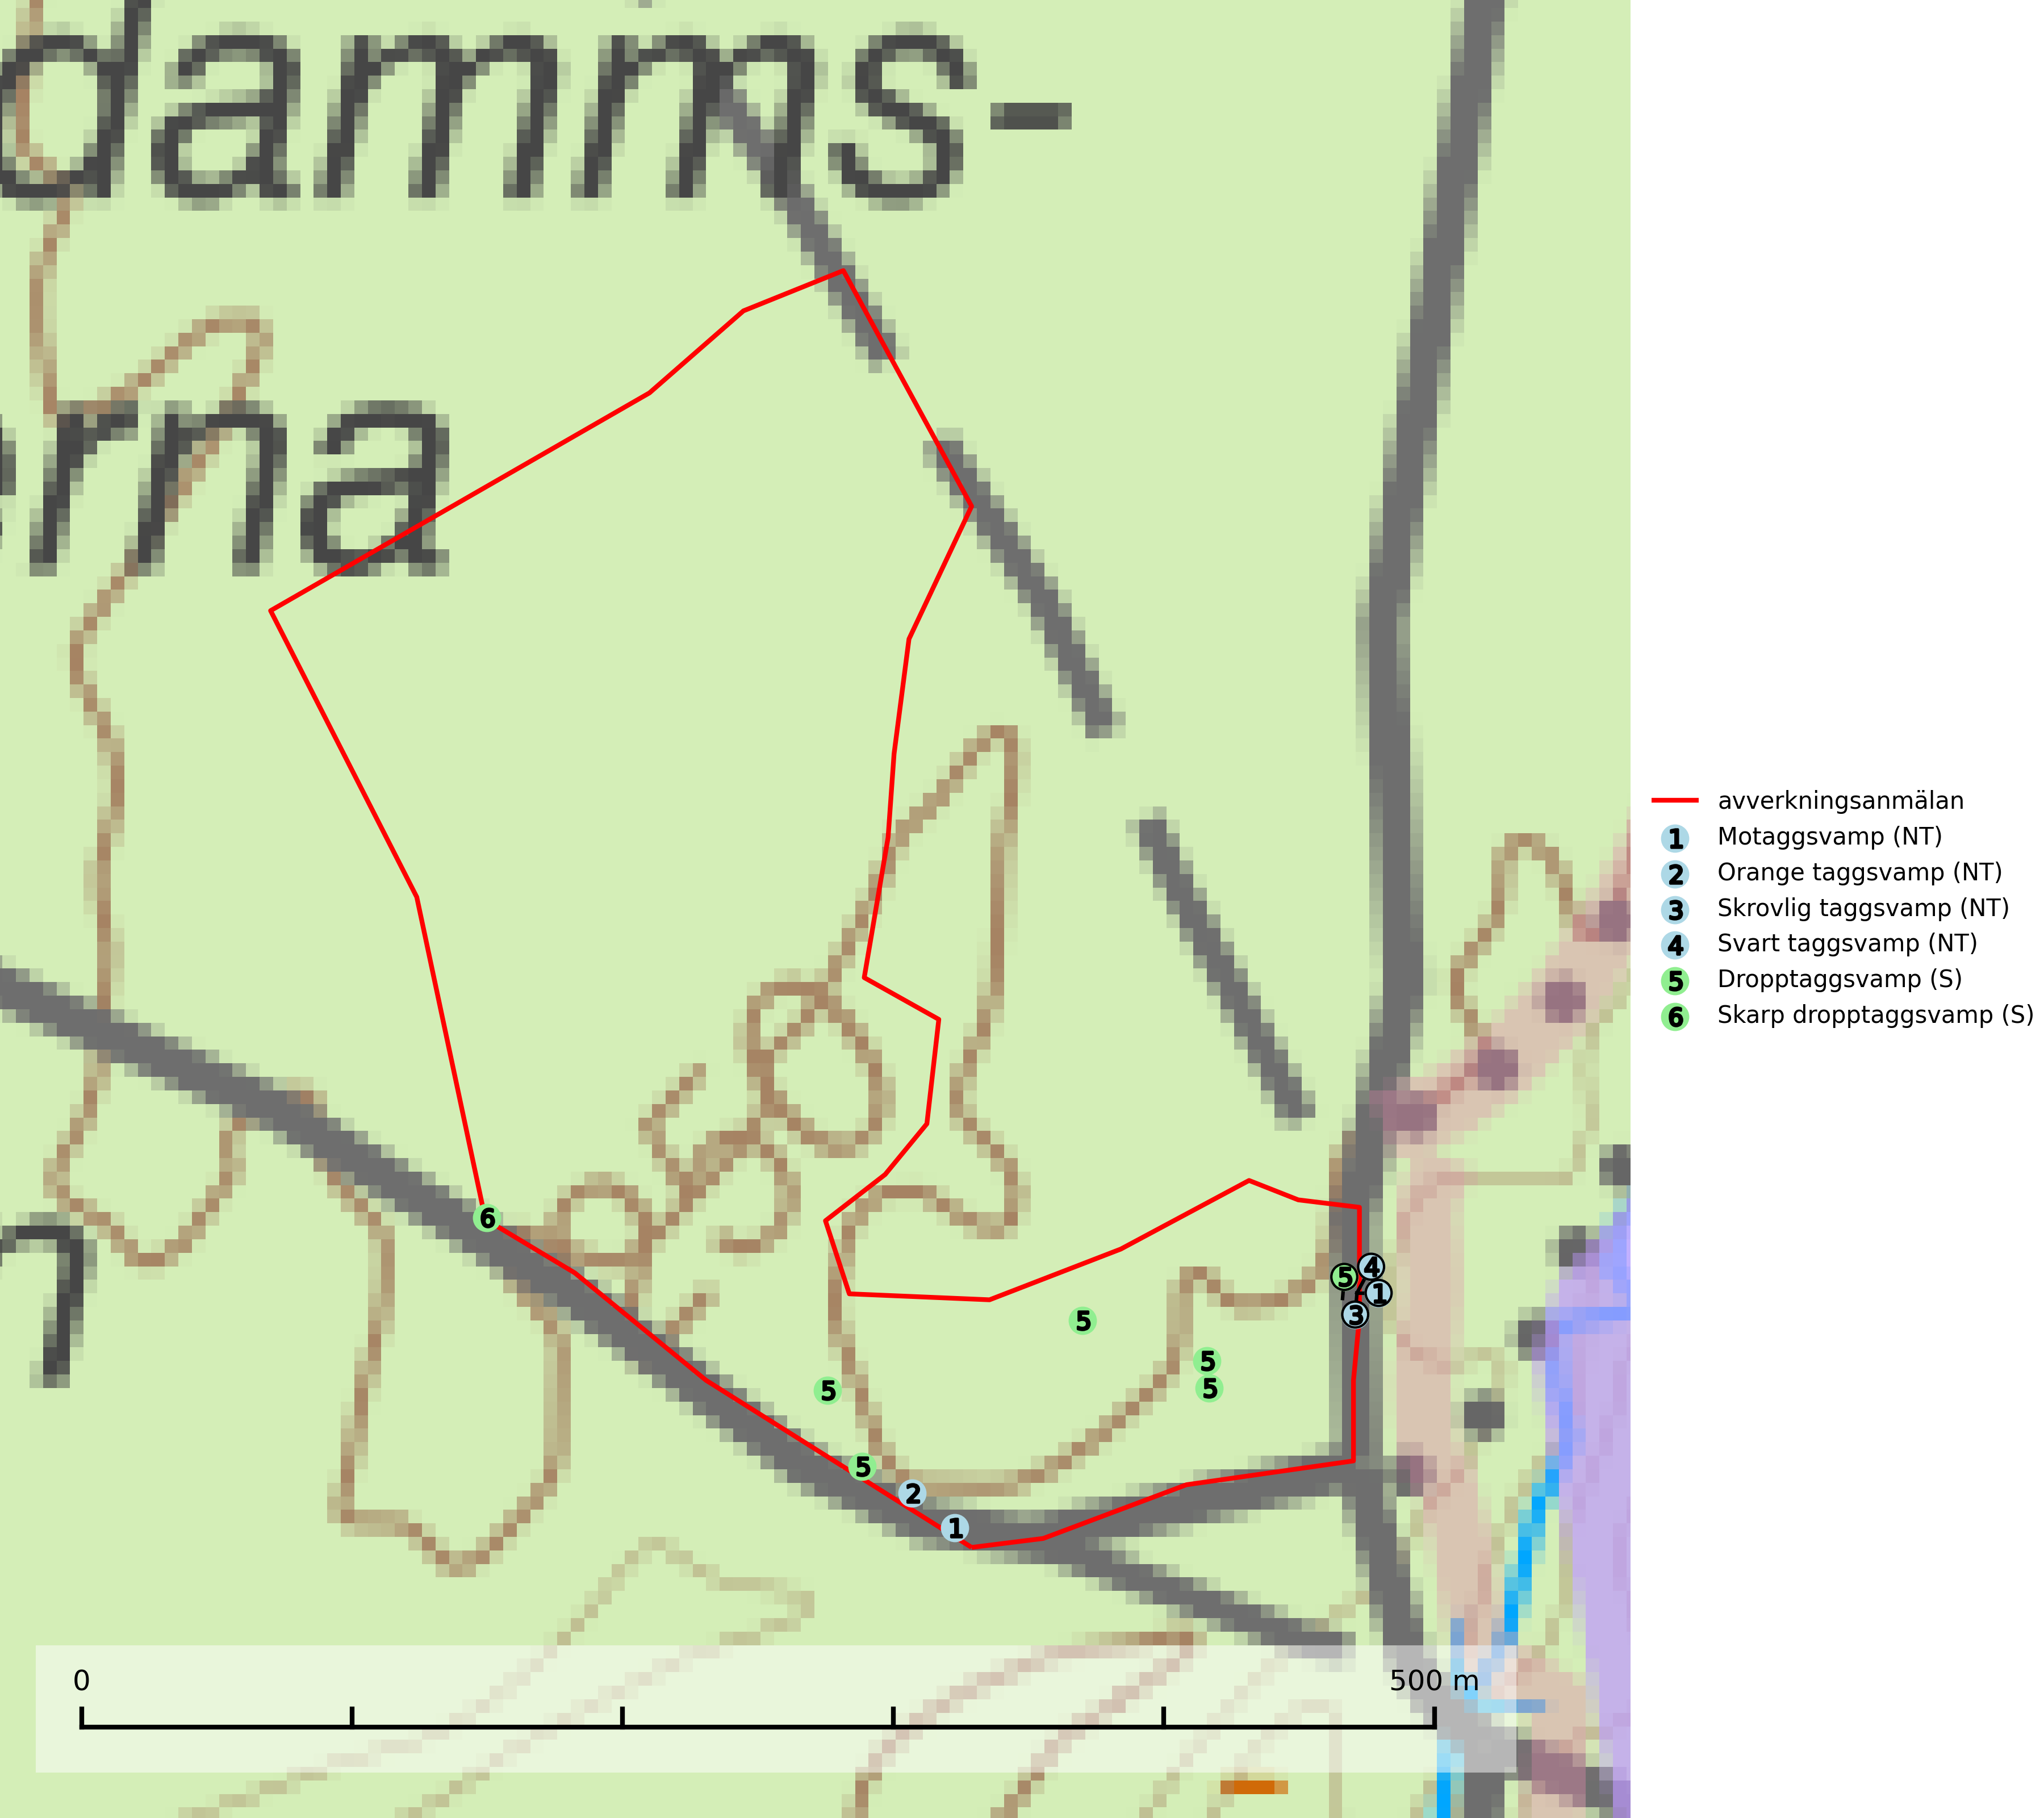 damms-
rna
6
5
5
5
5
5
2
1
5
4
1
3
0
500 m
avverkningsanmälan
1 Motaggsvamp (NT)
2 Orange taggsvamp (NT)
3 Skrovlig taggsvamp (NT)
4 Svart taggsvamp (NT)
5 Dropptaggsvamp (S)
6 Skarp dropptaggsvamp (S)